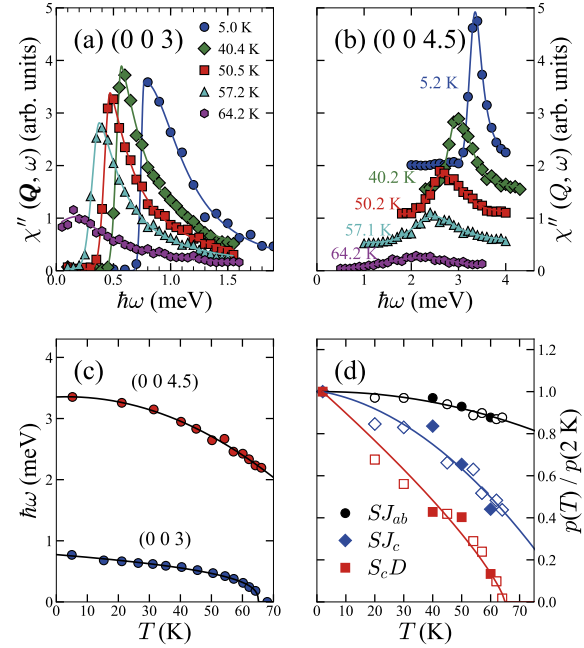 (a) (0 0 3)
5.0 K
40.4 K
50.5 K
57.2 K
64.2 K
χ″ (Q, ω) (arb. units)
0 1 2 3 4 5
0.0 0.5 1.0 1.5
ħω (meV)
(b) (0 0 4.5)
5.2 K
40.2 K
50.2 K
57.1 K
64.2 K
χ″ (Q, ω) (arb. units)
0 1 2 3 4 5
0 1 2 3 4
ħω (meV)
(c)
(0 0 4.5)
(0 0 3)
ħω (meV)
0 2 4
0 10 20 30 40 50 60 70
T (K)
(d)
SJab
SJc
ScD
p(T) / p(2 K)
0.0 0.2 0.4 0.6 0.8 1.0 1.2
0 10 20 30 40 50 60 70
T (K)